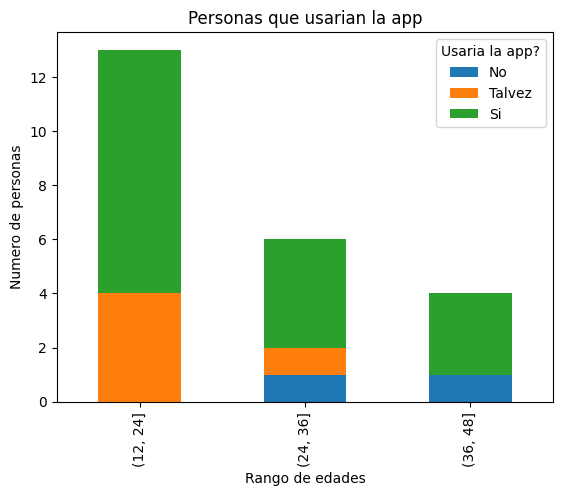 Personas que usarian la app
Usaria la app?
No
Talvez
Si
Numero de personas
12
10
8
6
4
2
0
(12, 24]
(24, 36]
(36, 48]
Rango de edades